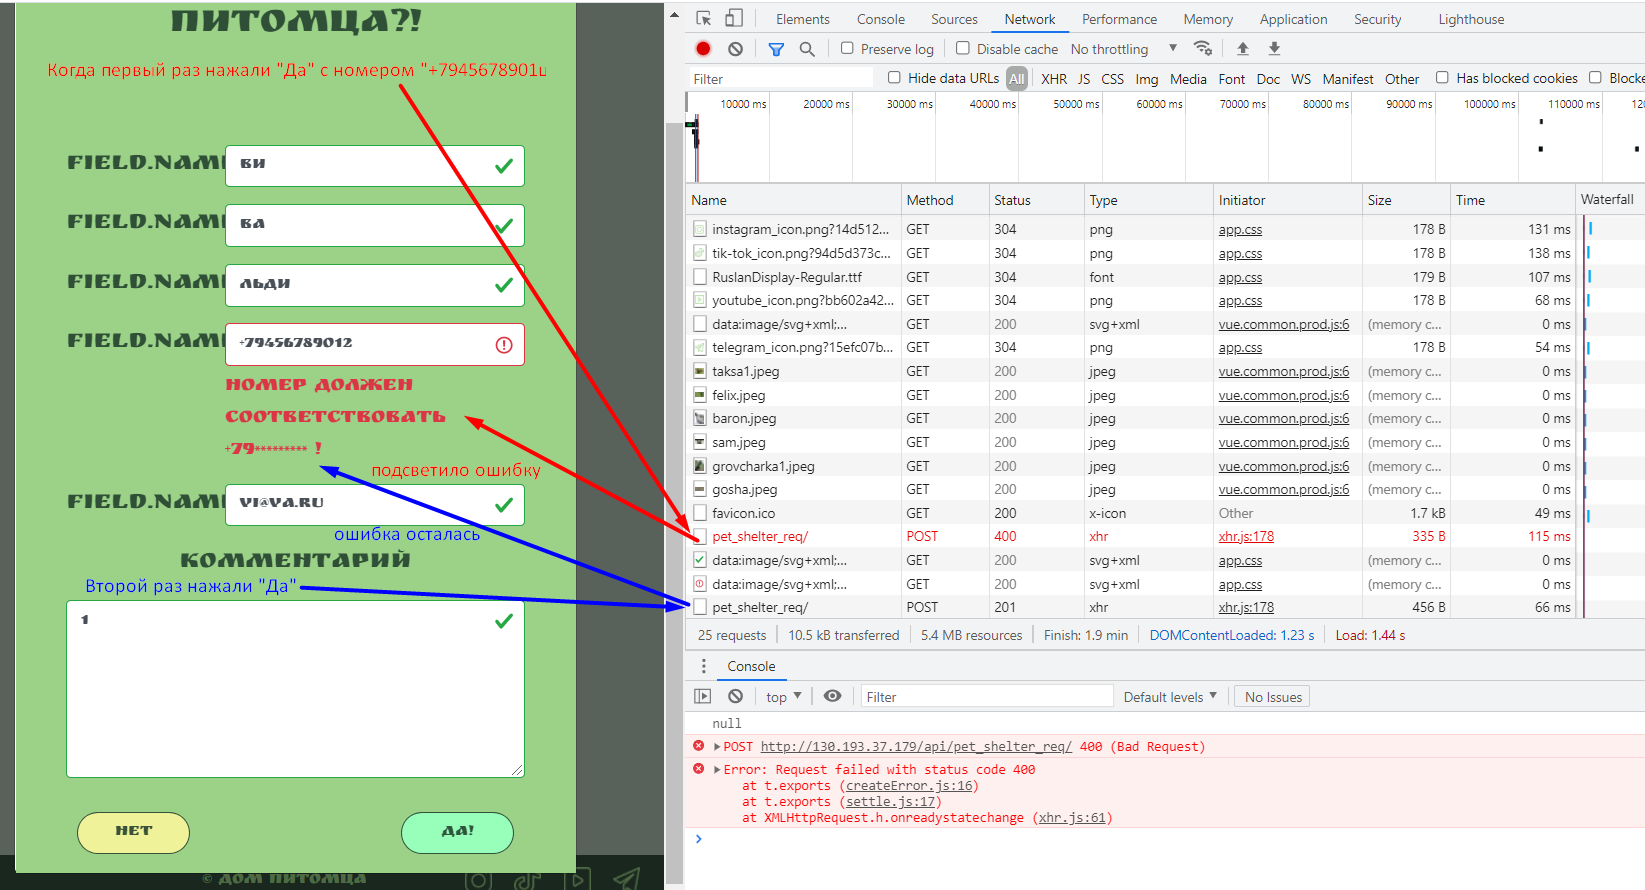 ПИТОМЦА?!
Когда первый раз нажали "Да" с номером "+7945678901
FIELD.NAM
ВИ
FIELD.NAM
ВА
FIELD.NAM
ЛЬДИ
FIELD.NAM
+79456789012
НОМЕР ДОЛЖЕН
СООТВЕТСТВОВАТЬ
+79********* !
подсветило ошибку
FIELD.NAM
VI@VA.RU
ошибка осталась
КОММЕНТАРИЙ
Второй раз нажали "Да"
1
НЕТ
ДА!
© ДОМ ПИТОМЦА
Elements Console Sources Network Performance Memory Application Security Lighthouse
Preserve log Disable cache No throttling
Filter Hide data URLs All XHR JS CSS Img Media Font Doc WS Manifest Other Has blocked cookies Blocke
10000 ms 20000 ms 30000 ms 40000 ms 50000 ms 60000 ms 70000 ms 80000 ms 90000 ms 100000 ms 110000 ms 120
Name Method Status Type Initiator Size Time Waterfall
instagram_icon.png?14d512... GET 304 png app.css 178 B 131 ms
tik-tok_icon.png?94d5d373c... GET 304 png app.css 178 B 138 ms
RuslanDisplay-Regular.ttf GET 304 font app.css 179 B 107 ms
youtube_icon.png?bb602a42... GET 304 png app.css 178 B 68 ms
data:image/svg+xml;... GET 200 svg+xml vue.common.prod.js:6 (memory c... 0 ms
telegram_icon.png?15efc07b... GET 304 png app.css 178 B 54 ms
taksa1.jpeg GET 200 jpeg vue.common.prod.js:6 (memory c... 0 ms
felix.jpeg GET 200 jpeg vue.common.prod.js:6 (memory c... 0 ms
baron.jpeg GET 200 jpeg vue.common.prod.js:6 (memory c... 0 ms
sam.jpeg GET 200 jpeg vue.common.prod.js:6 (memory c... 0 ms
grovcharka1.jpeg GET 200 jpeg vue.common.prod.js:6 (memory c... 0 ms
gosha.jpeg GET 200 jpeg vue.common.prod.js:6 (memory c... 0 ms
favicon.ico GET 200 x-icon Other 1.7 kB 49 ms
pet_shelter_req/ POST 400 xhr xhr.js:178 335 B 115 ms
data:image/svg+xml;... GET 200 svg+xml app.css (memory c... 0 ms
data:image/svg+xml;... GET 200 svg+xml app.css (memory c... 0 ms
pet_shelter_req/ POST 201 xhr xhr.js:178 456 B 66 ms
25 requests 10.5 kB transferred 5.4 MB resources Finish: 1.9 min DOMContentLoaded: 1.23 s Load: 1.44 s
Console
top Filter Default levels No Issues
null
POST http://130.193.37.179/api/pet_shelter_req/ 400 (Bad Request)
Error: Request failed with status code 400
at t.exports (createError.js:16)
at t.exports (settle.js:17)
at XMLHttpRequest.h.onreadystatechange (xhr.js:61)